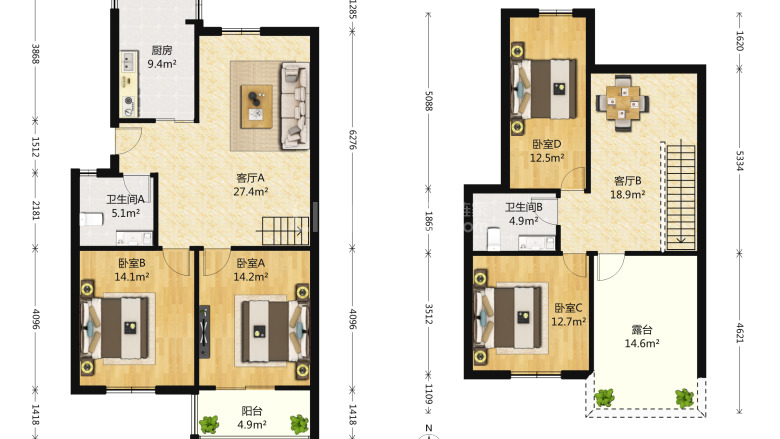 厨房
9.4m²
客厅A
27.4m²
卫生间A
5.1m²
卧室B
14.1m²
卧室A
14.2m²
阳台
4.9m²
3868
1512
2181
4096
1418
1285
6276
4096
1418
卧室D
12.5m²
客厅B
18.9m²
卫生间B
4.9m²
卧室C
12.7m²
露台
14.6m²
5088
1865
3512
1109
1620
5334
4621
N